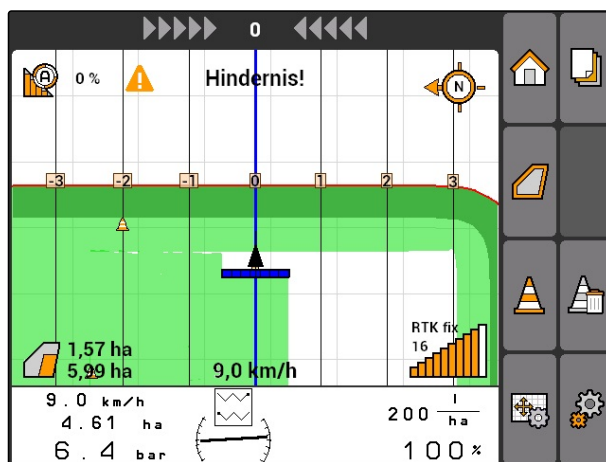 0
0 %
Hindernis!
N
A
-3 -2 -1 0 1 2 3
RTK fix
16
1,57 ha
5,99 ha
9,0 km/h
9.0 km/h
4.61 ha
6.4 bar
200 l/ha
100 %